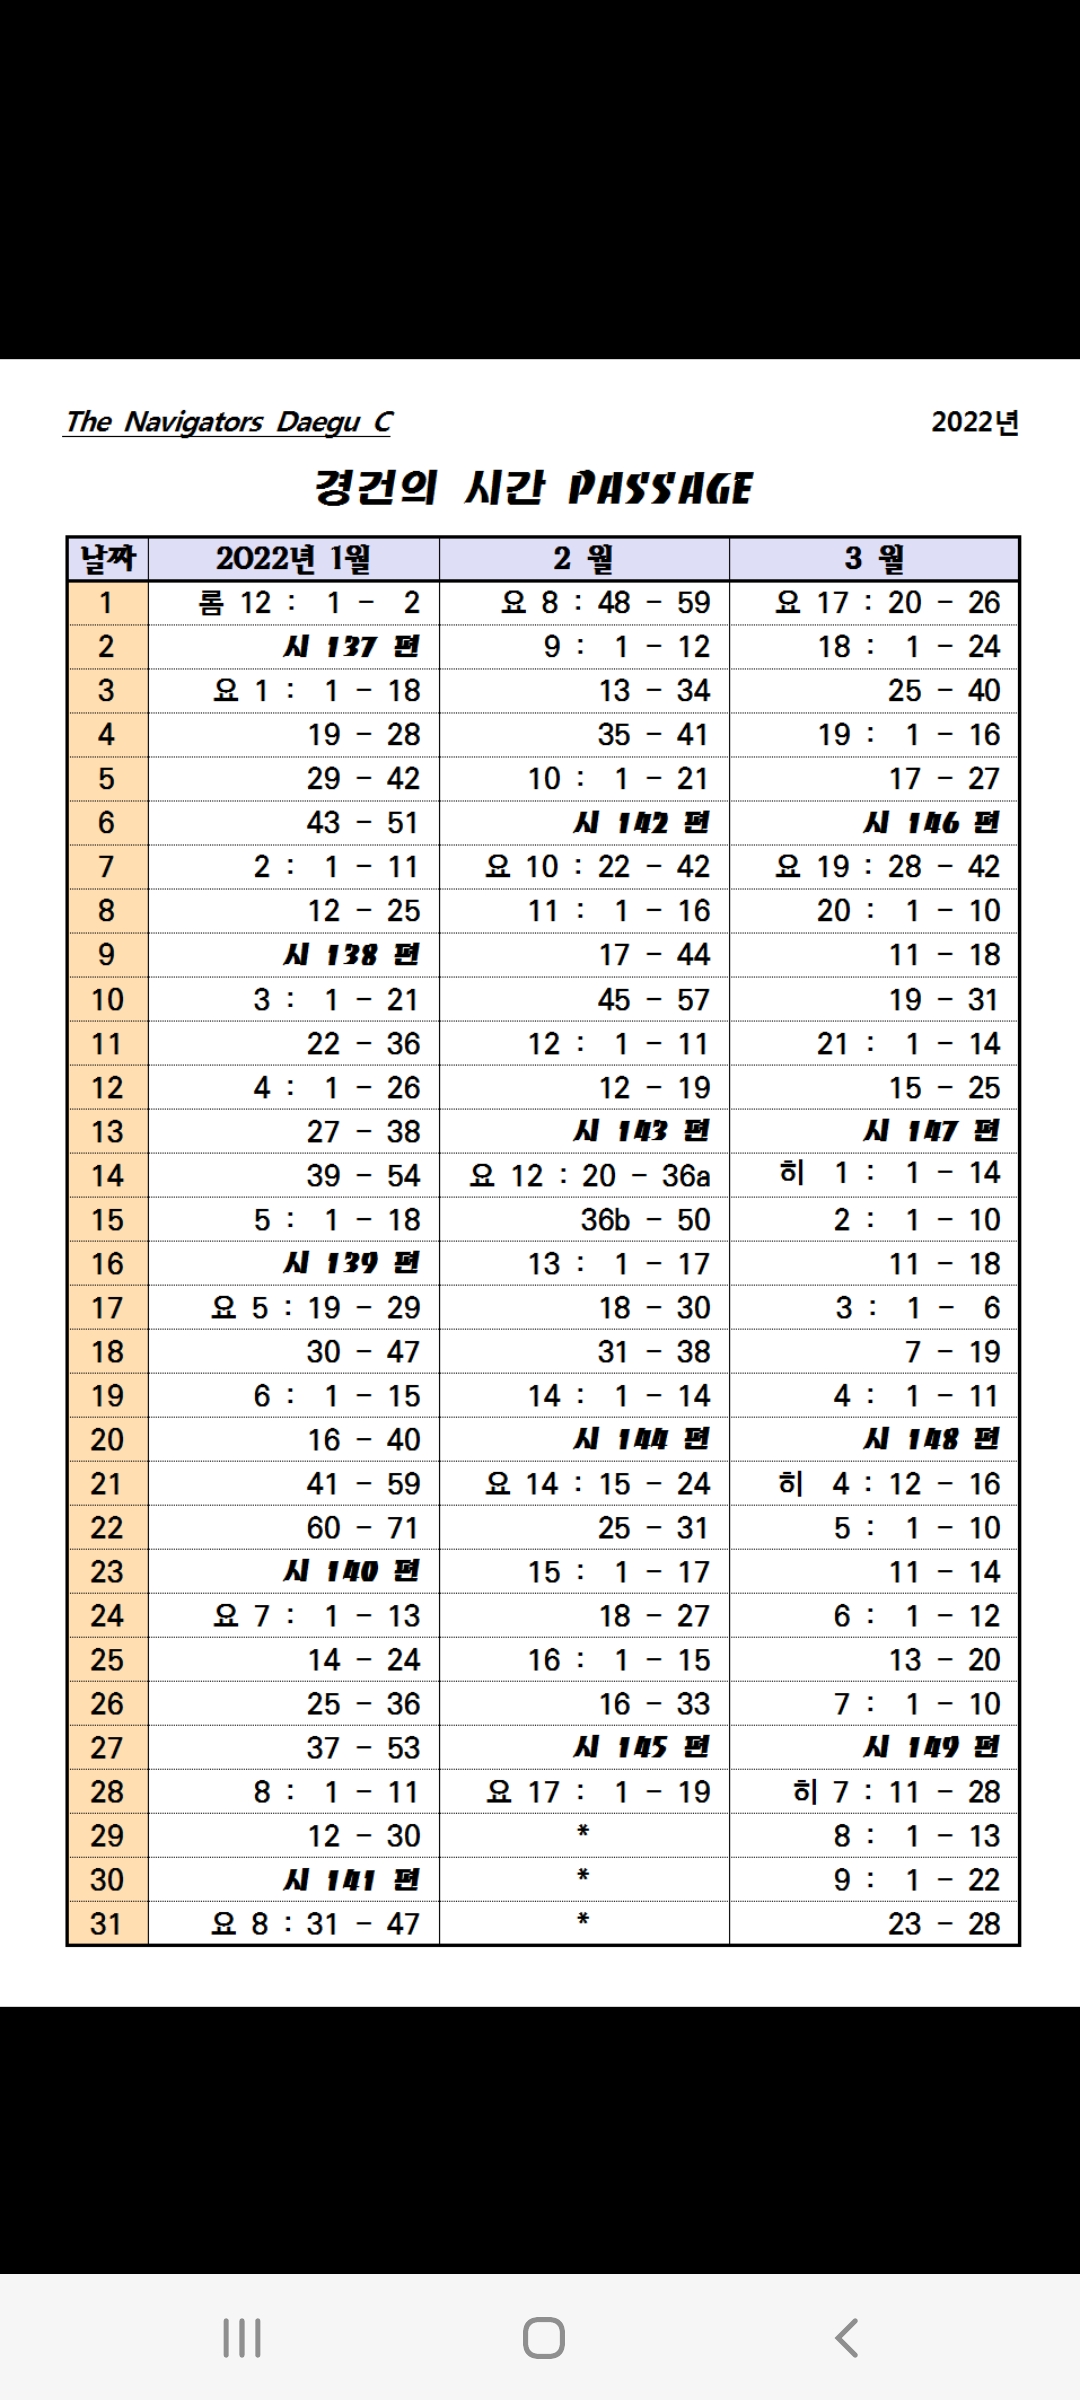 The Navigators Daegu C 2022년
경건의 시간 PASSAGE
날짜 2022년 1월 2 월 3 월
1 롬 12 : 1 - 2 요 8 : 48 - 59 요 17 : 20 - 26
2 시 137 편 9 : 1 - 12 18 : 1 - 24
3 요 1 : 1 - 18 13 - 34 25 - 40
4 19 - 28 35 - 41 19 : 1 - 16
5 29 - 42 10 : 1 - 21 17 - 27
6 43 - 51 시 142 편 시 146 편
7 2 : 1 - 11 요 10 : 22 - 42 요 19 : 28 - 42
8 12 - 25 11 : 1 - 16 20 : 1 - 10
9 시 138 편 17 - 44 11 - 18
10 3 : 1 - 21 45 - 57 19 - 31
11 22 - 36 12 : 1 - 11 21 : 1 - 14
12 4 : 1 - 26 12 - 19 15 - 25
13 27 - 38 시 143 편 시 147 편
14 39 - 54 요 12 : 20 - 36a 히 1 : 1 - 14
15 5 : 1 - 18 36b - 50 2 : 1 - 10
16 시 139 편 13 : 1 - 17 11 - 18
17 요 5 : 19 - 29 18 - 30 3 : 1 - 6
18 30 - 47 31 - 38 7 - 19
19 6 : 1 - 15 14 : 1 - 14 4 : 1 - 11
20 16 - 40 시 144 편 시 148 편
21 41 - 59 요 14 : 15 - 24 히 4 : 12 - 16
22 60 - 71 25 - 31 5 : 1 - 10
23 시 140 편 15 : 1 - 17 11 - 14
24 요 7 : 1 - 13 18 - 27 6 : 1 - 12
25 14 - 24 16 : 1 - 15 13 - 20
26 25 - 36 16 - 33 7 : 1 - 10
27 37 - 53 시 145 편 시 149 편
28 8 : 1 - 11 요 17 : 1 - 19 히 7 : 11 - 28
29 12 - 30 * 8 : 1 - 13
30 시 141 편 * 9 : 1 - 22
31 요 8 : 31 - 47 * 23 - 28